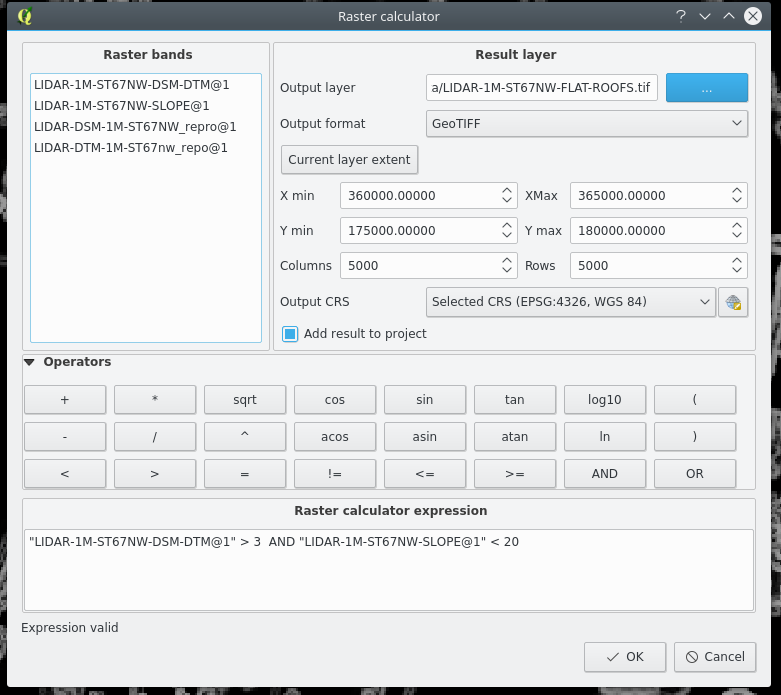 Raster calculator
?
Raster bands
LIDAR-1M-ST67NW-DSM-DTM@1
LIDAR-1M-ST67NW-SLOPE@1
LIDAR-DSM-1M-ST67NW_repro@1
LIDAR-DTM-1M-ST67nw_repo@1
Result layer
Output layer a/LIDAR-1M-ST67NW-FLAT-ROOFS.tif ...
Output format GeoTIFF
Current layer extent
X min 360000.00000 XMax 365000.00000
Y min 175000.00000 Y max 180000.00000
Columns 5000 Rows 5000
Output CRS Selected CRS (EPSG:4326, WGS 84)
Add result to project
Operators
+ * sqrt cos sin tan log10 (
- / ^ acos asin atan ln )
< > = != <= >= AND OR
Raster calculator expression
"LIDAR-1M-ST67NW-DSM-DTM@1" > 3  AND "LIDAR-1M-ST67NW-SLOPE@1" < 20
Expression valid
OK Cancel